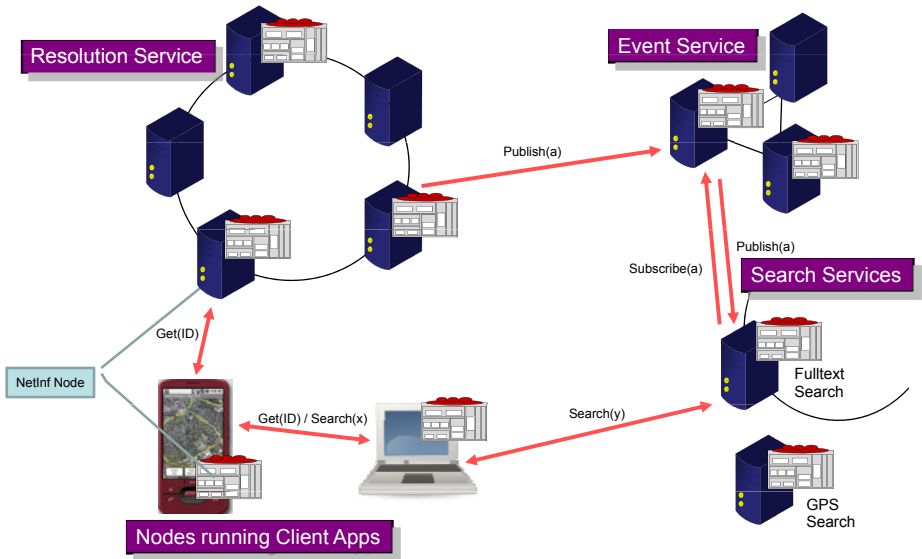 Resolution Service
Event Service
Publish(a)
Publish(a)
Subscribe(a)
Search Services
Get(ID)
NetInf Node
Fulltext
Search
Get(ID) / Search(x)
Search(y)
GPS
Search
Nodes running Client Apps